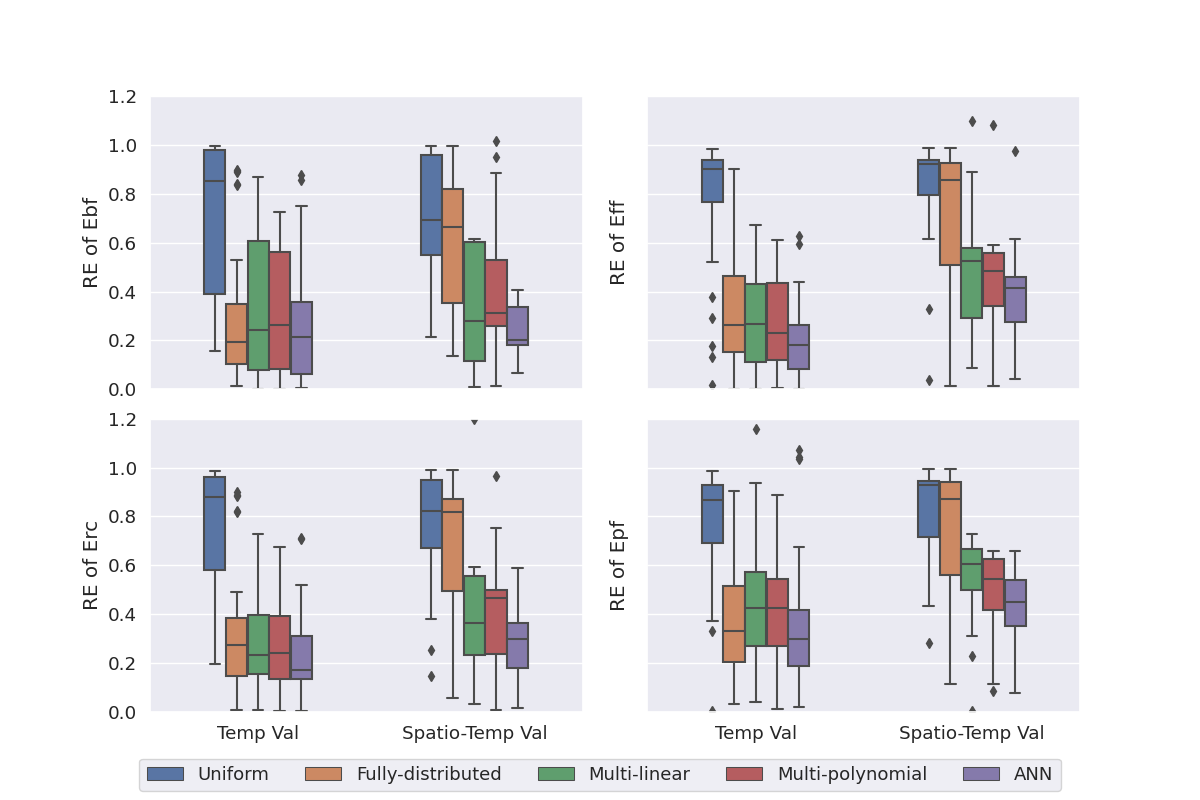 1.2
1.0
0.8
0.6
0.4
0.2
0.0
RE of Ebf
RE of Eff
1.2
1.0
0.8
0.6
0.4
0.2
0.0
RE of Erc
RE of Epf
Temp Val Spatio-Temp Val
Temp Val Spatio-Temp Val
Uniform Fully-distributed Multi-linear Multi-polynomial ANN